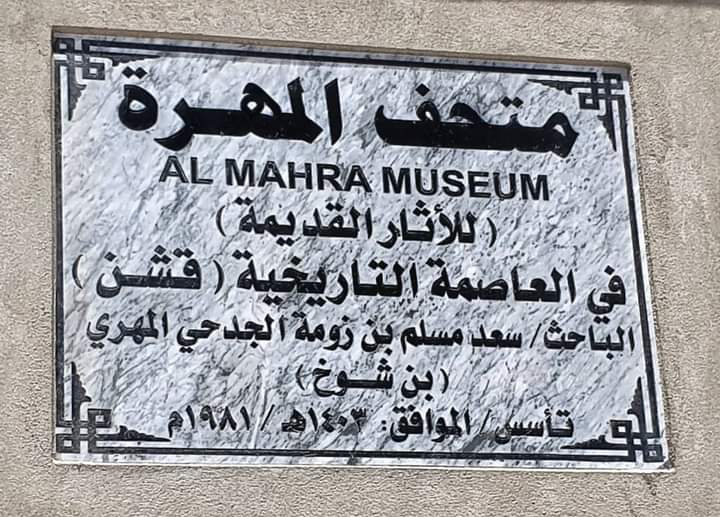 متحف المهرة
AL MAHRA MUSEUM
(للأثار القديمة)
في العاصمة التاريخية (قشن)
الباحث/ سعد مسلم بن زومة الجدحي المهري
(بن شوخ)
تأسس/ الموافق: ١٤٠٣هـ / ١٩٨١م